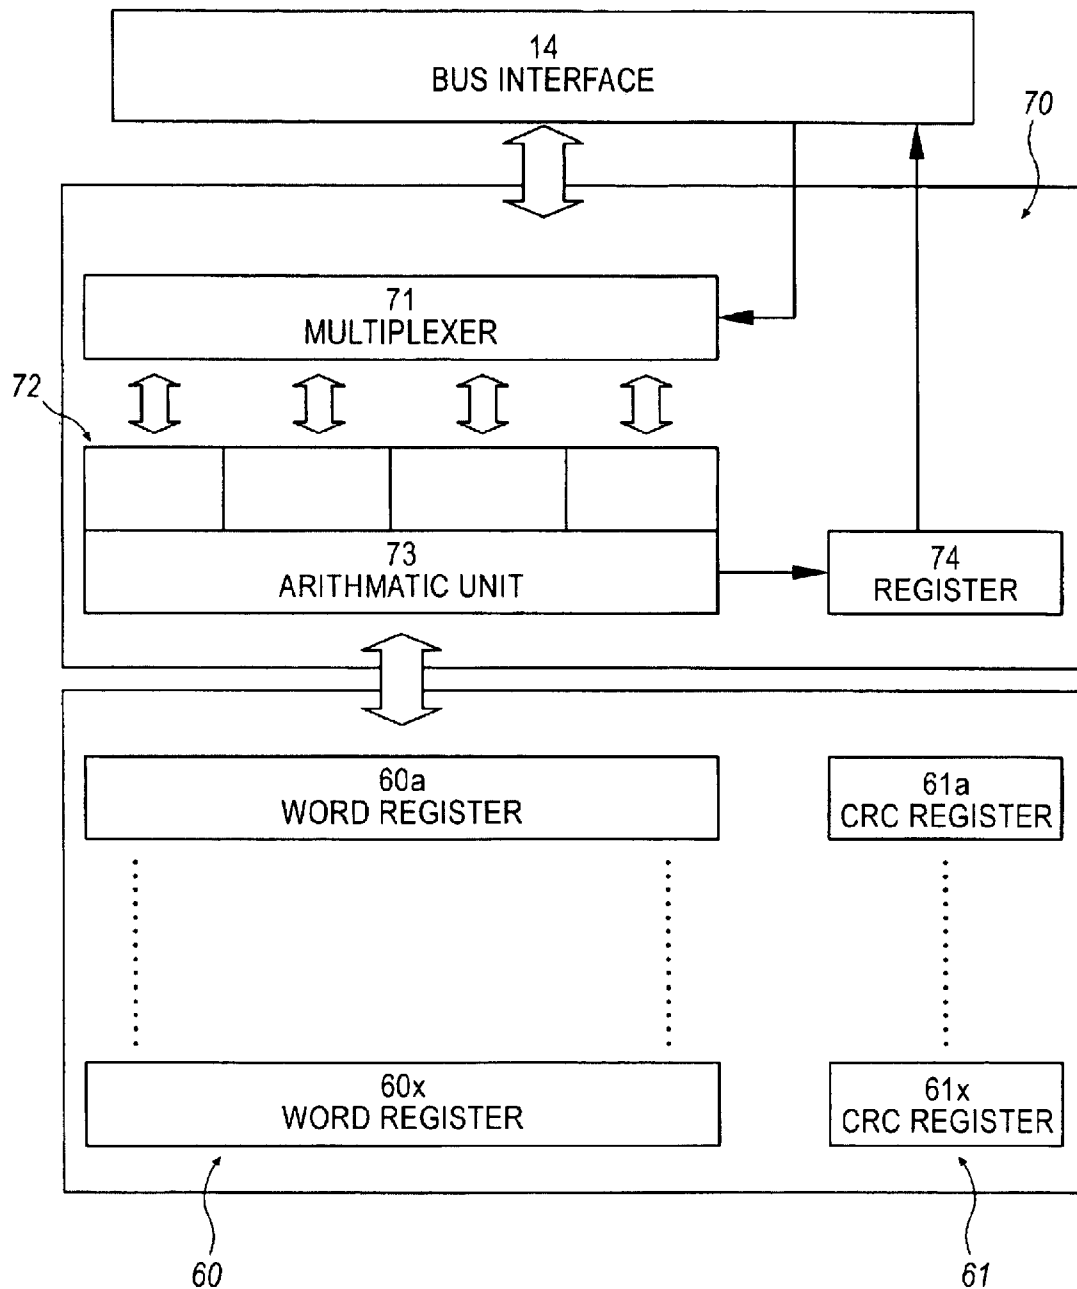 14
BUS INTERFACE
70
71
MULTIPLEXER
72
73
ARITHMATIC UNIT
74
REGISTER
60a
WORD REGISTER
61a
CRC REGISTER
60x
WORD REGISTER
61x
CRC REGISTER
60
61